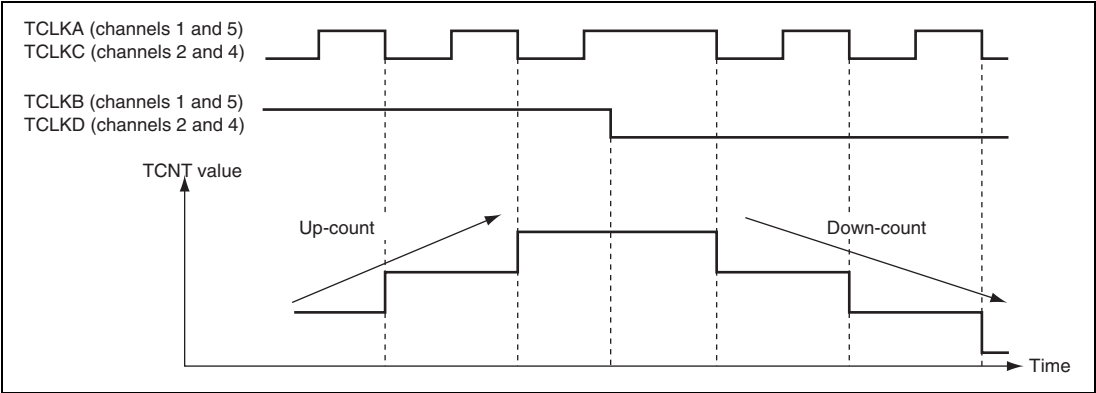 TCLKA (channels 1 and 5)
TCLKC (channels 2 and 4)
TCLKB (channels 1 and 5)
TCLKD (channels 2 and 4)
TCNT value
Up-count
Down-count
Time